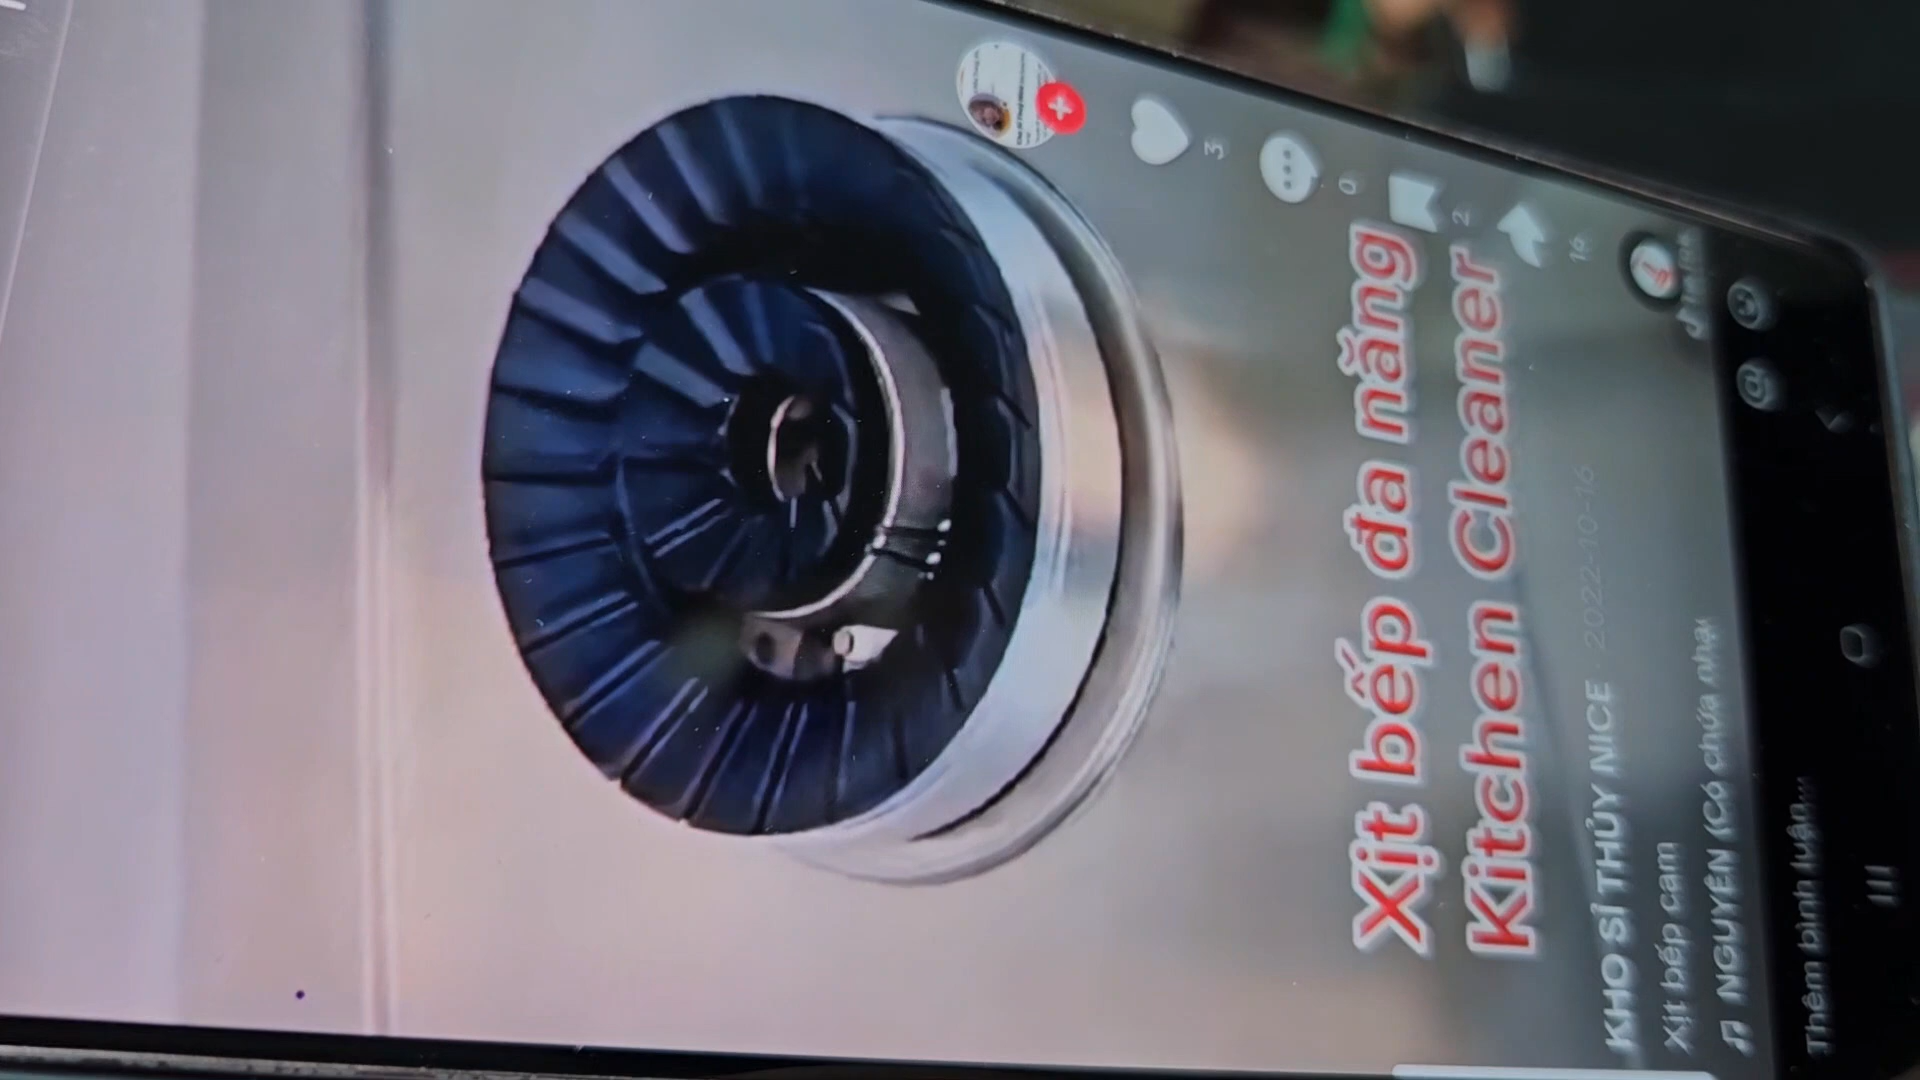 3
0
2
16
Xịt bếp đa năng
Kitchen Cleaner
KHO SỈ THỦY NICE · 2022-10-16
Xịt bếp cam
NGUYÊN (Có chứa nhạc
Thêm bình luận...